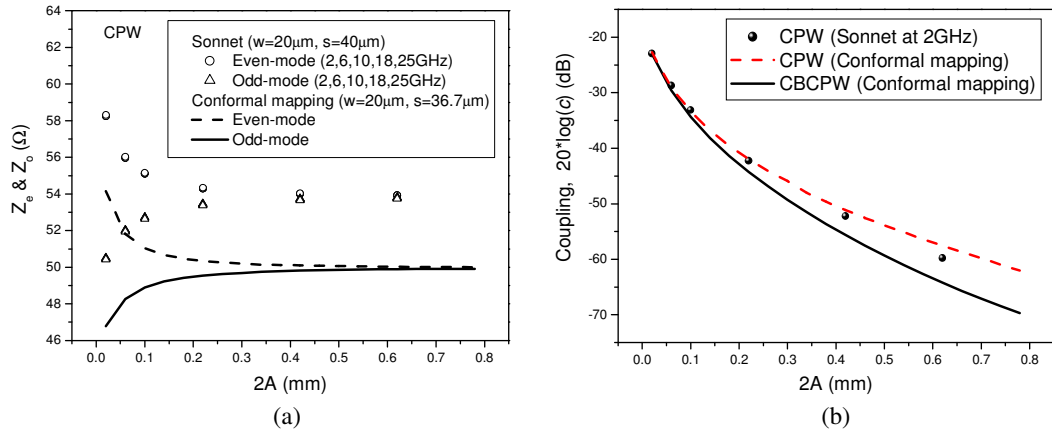 CPW
Sonnet (w=20μm, s=40μm)
Even-mode (2,6,10,18,25GHz)
Odd-mode (2,6,10,18,25GHz)
Conformal mapping (w=20μm, s=36.7μm)
Even-mode
Odd-mode
60
58
56
54
52
50
48
46
Z_e & Z_o (Ω)
0.0 0.1 0.2 0.3 0.4 0.5 0.6 0.7 0.8
2A (mm)
(a)
CPW (Sonnet at 2GHz)
CPW (Conformal mapping)
CBCPW (Conformal mapping)
-20
-30
-40
-50
-60
-70
Coupling, 20*log(c) (dB)
0.0 0.1 0.2 0.3 0.4 0.5 0.6 0.7 0.8
2A (mm)
(b)